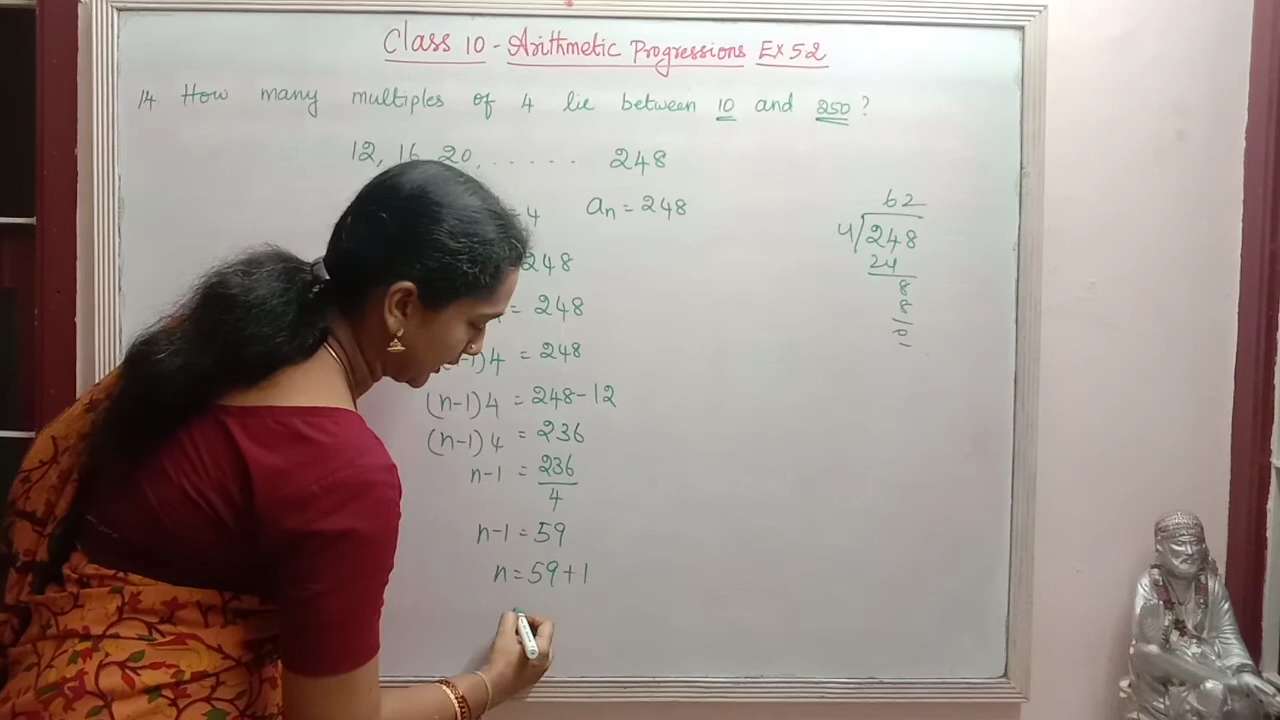 Class 10 - Arithmetic Progressions Ex 5.2
14 How many multiples of 4 lie between 10 and 250?
12, 16, 20, ..... 248
= 4 an = 248
248
= 248
-1)4 = 248
(n-1)4 = 248-12
(n-1)4 = 236
n-1 = 236
4
n-1 = 59
n = 59+1
62
4 248
24
8
8
0